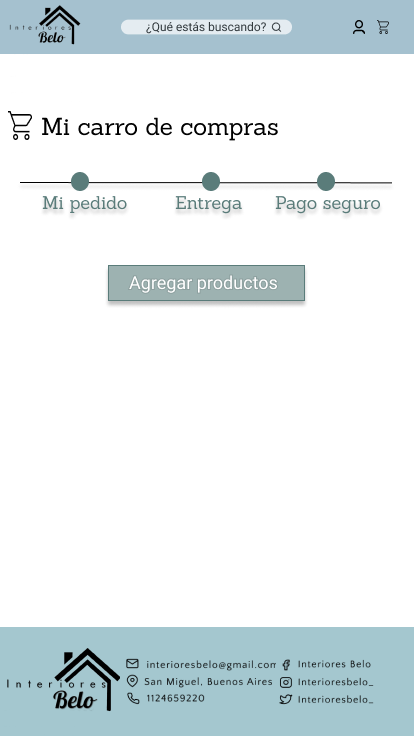 Interiores
Belo
¿Qué estás buscando?
Mi carro de compras
Mi pedido
Entrega
Pago seguro
Agregar productos
Interiores
Belo
interioresbelo@gmail.com
San Miguel, Buenos Aires
1124659220
Interiores Belo
Interioresbelo_
Interioresbelo_